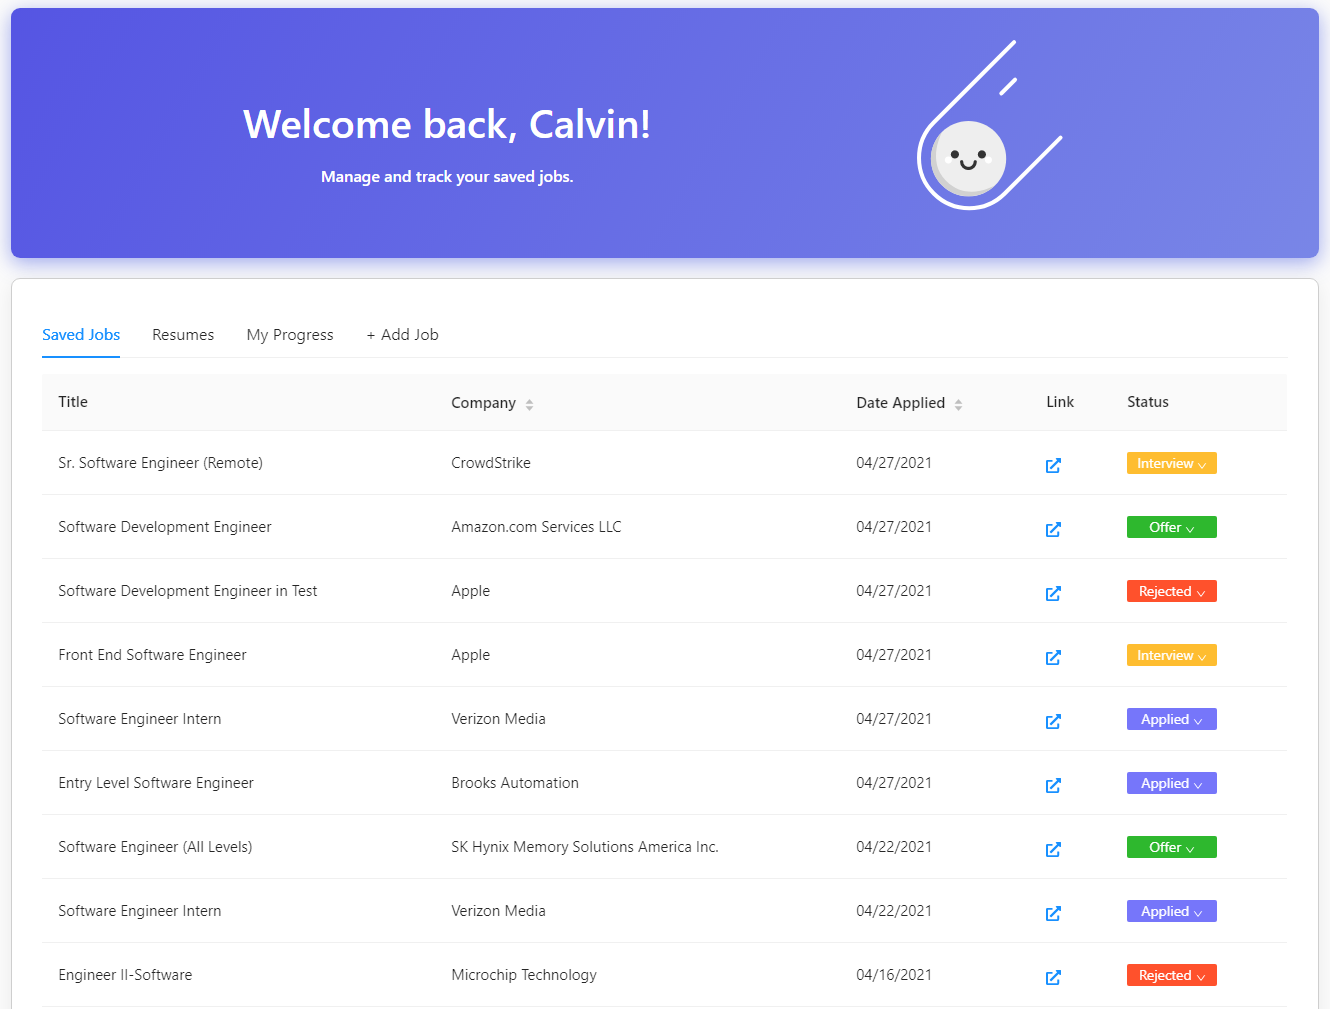 Welcome back, Calvin!
Manage and track your saved jobs.
Saved Jobs Resumes My Progress + Add Job
Title Company Date Applied Link Status
Sr. Software Engineer (Remote) CrowdStrike 04/27/2021 Interview
Software Development Engineer Amazon.com Services LLC 04/27/2021 Offer
Software Development Engineer in Test Apple 04/27/2021 Rejected
Front End Software Engineer Apple 04/27/2021 Interview
Software Engineer Intern Verizon Media 04/27/2021 Applied
Entry Level Software Engineer Brooks Automation 04/27/2021 Applied
Software Engineer (All Levels) SK Hynix Memory Solutions America Inc. 04/22/2021 Offer
Software Engineer Intern Verizon Media 04/22/2021 Applied
Engineer II-Software Microchip Technology 04/16/2021 Rejected